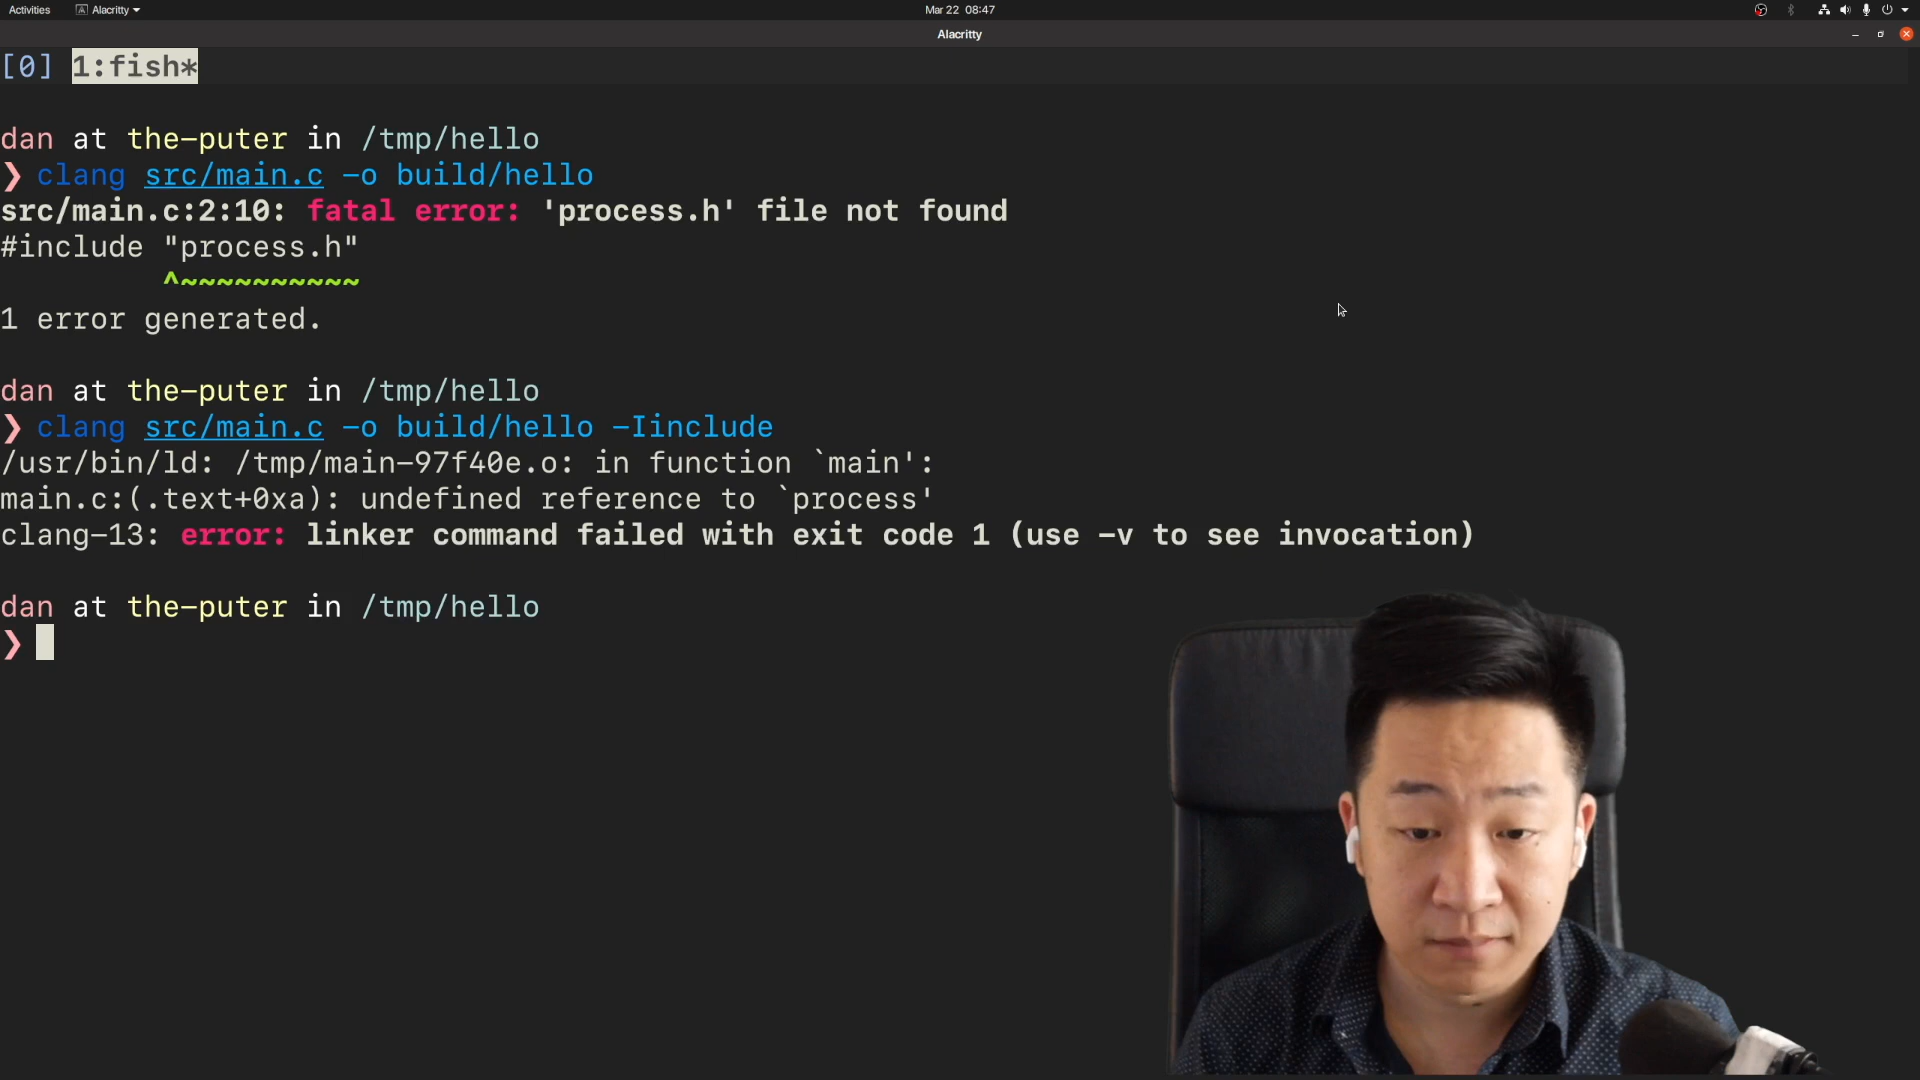 Activities Alacritty Mar 22 08:47
Alacritty
[0] 1:fish*
dan at the-puter in /tmp/hello
❯ clang src/main.c -o build/hello
src/main.c:2:10: fatal error: 'process.h' file not found
#include "process.h"
^~~~~~~~~~~
1 error generated.
dan at the-puter in /tmp/hello
❯ clang src/main.c -o build/hello -Iinclude
/usr/bin/ld: /tmp/main-97f40e.o: in function `main':
main.c:(.text+0xa): undefined reference to `process'
clang-13: error: linker command failed with exit code 1 (use -v to see invocation)
dan at the-puter in /tmp/hello
❯